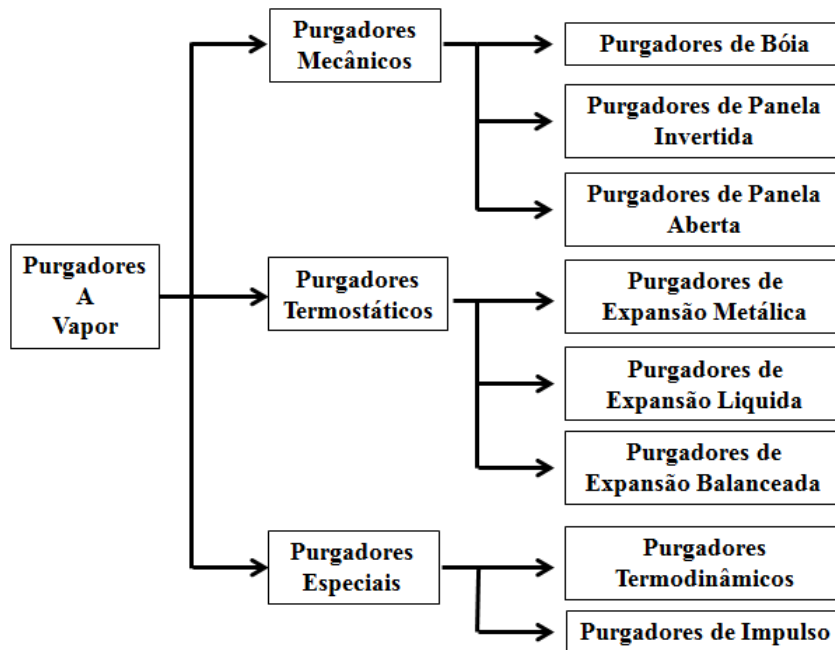 Purgadores
A
Vapor
Purgadores
Mecânicos
Purgadores de Bóia
Purgadores de Panela
Invertida
Purgadores de Panela
Aberta
Purgadores
Termostáticos
Purgadores de
Expansão Metálica
Purgadores de
Expansão Liquida
Purgadores de
Expansão Balanceada
Purgadores
Especiais
Purgadores
Termodinâmicos
Purgadores de Impulso